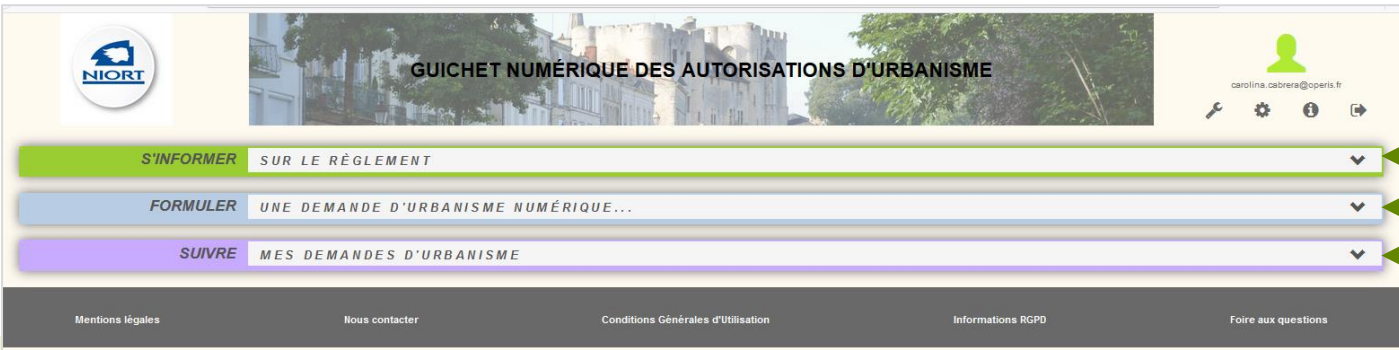 NIORT
GUICHET NUMÉRIQUE DES AUTORISATIONS D'URBANISME
carolina.cabrera@operis.fr
S'INFORMER SUR LE RÈGLEMENT
FORMULER UNE DEMANDE D'URBANISME NUMÉRIQUE...
SUIVRE MES DEMANDES D'URBANISME
Mentions légales Nous contacter Conditions Générales d'Utilisation Informations RGPD Foire aux questions